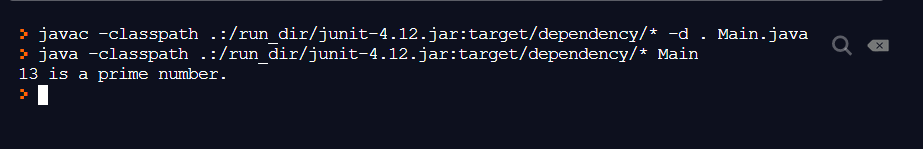 > javac -classpath .:/run_dir/junit-4.12.jar:target/dependency/* -d . Main.java
> java -classpath .:/run_dir/junit-4.12.jar:target/dependency/* Main
13 is a prime number.
>